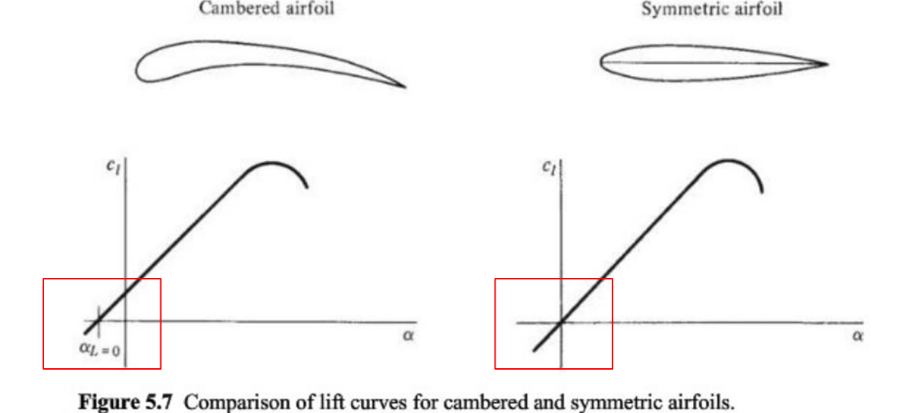 Cambered airfoil
Symmetric airfoil
c_l
c_l
α_{L=0}
α
α
Figure 5.7 Comparison of lift curves for cambered and symmetric airfoils.